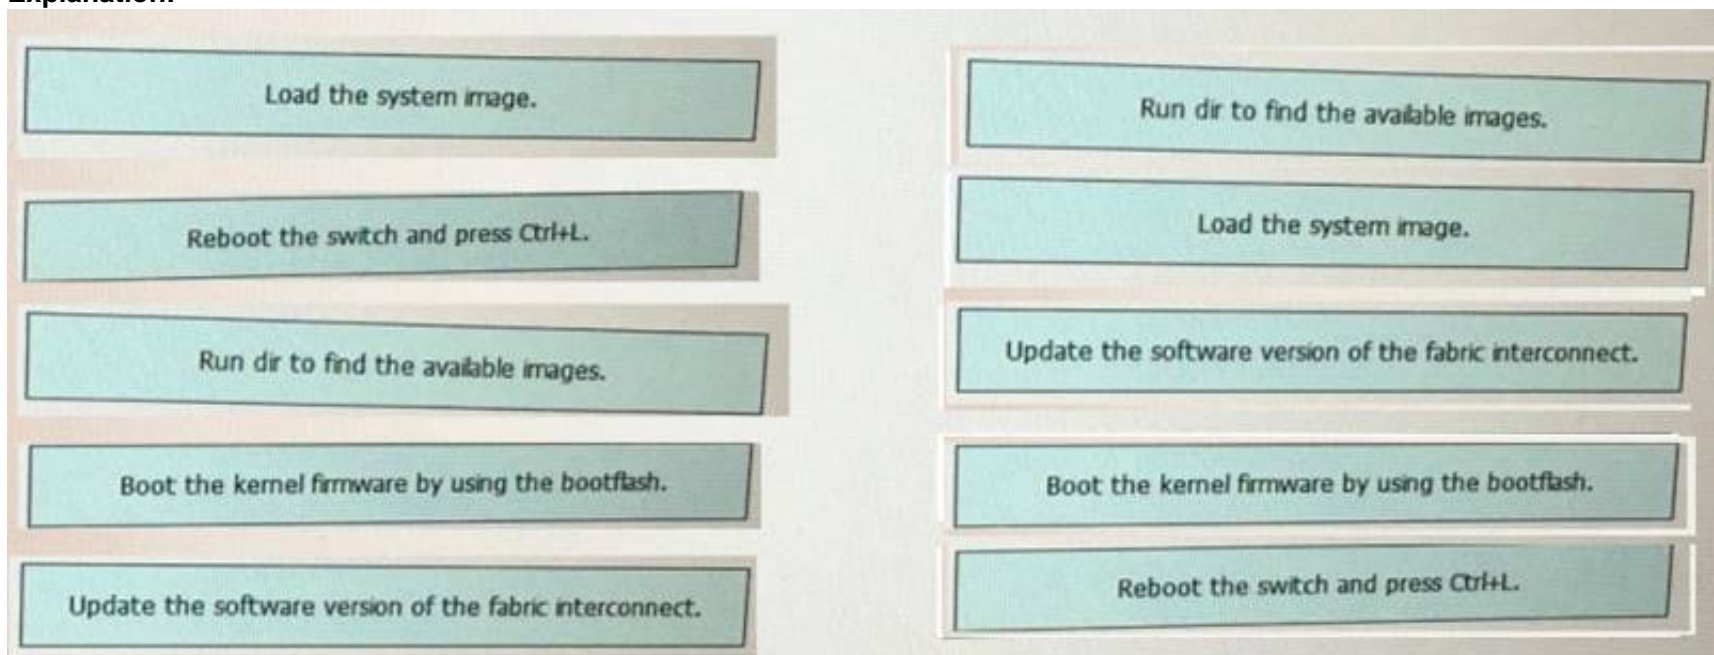 Explanation:
Load the system image.
Reboot the switch and press Ctrl+L.
Run dir to find the available images.
Boot the kernel firmware by using the bootflash.
Update the software version of the fabric interconnect.
Run dir to find the available images.
Load the system image.
Update the software version of the fabric interconnect.
Boot the kernel firmware by using the bootflash.
Reboot the switch and press Ctrl+L.